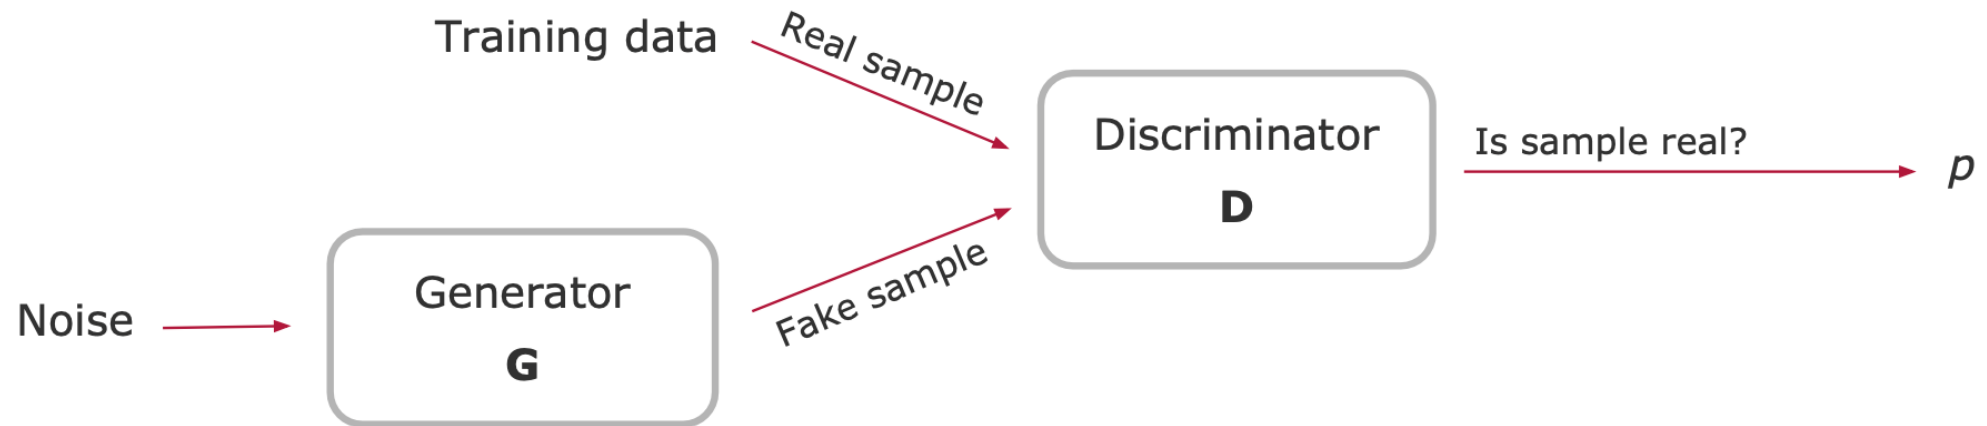 Training data
Real sample
Discriminator
D
Is sample real?
p
Noise
Generator
G
Fake sample